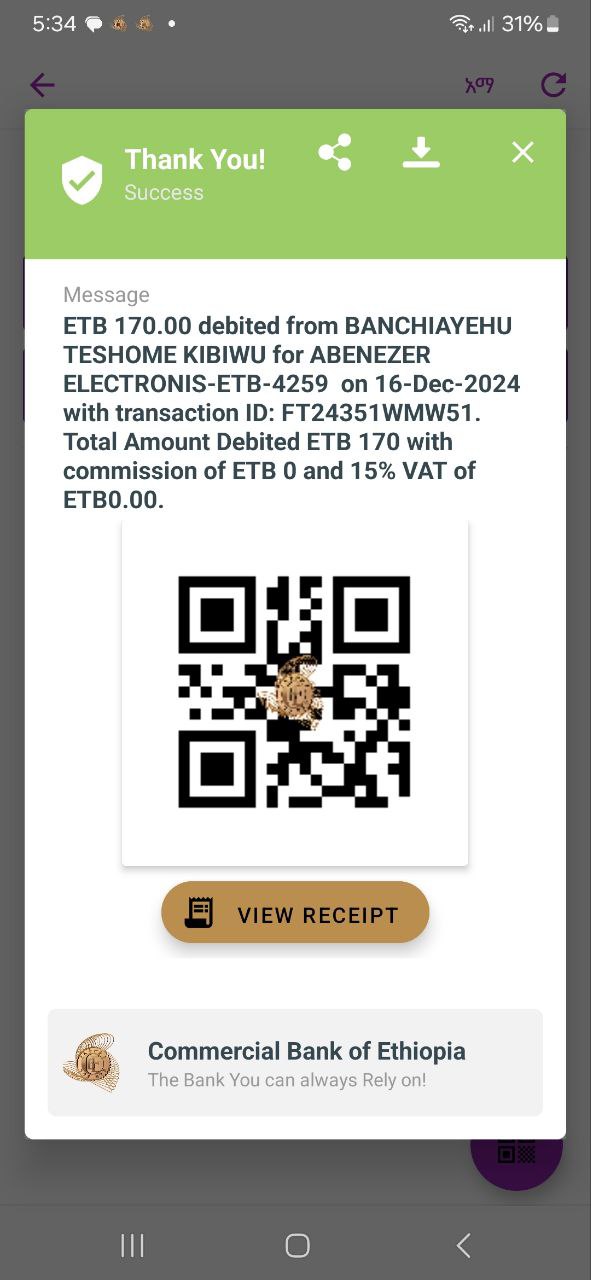 5:34
31%
አማ
Thank You!
Success
Message
ETB 170.00 debited from BANCHIAYEHU
TESHOME KIBIWU for ABENEZER
ELECTRONIS-ETB-4259 on 16-Dec-2024
with transaction ID: FT24351WMW51.
Total Amount Debited ETB 170 with
commission of ETB 0 and 15% VAT of
ETB0.00.
VIEW RECEIPT
Commercial Bank of Ethiopia
The Bank You can always Rely on!